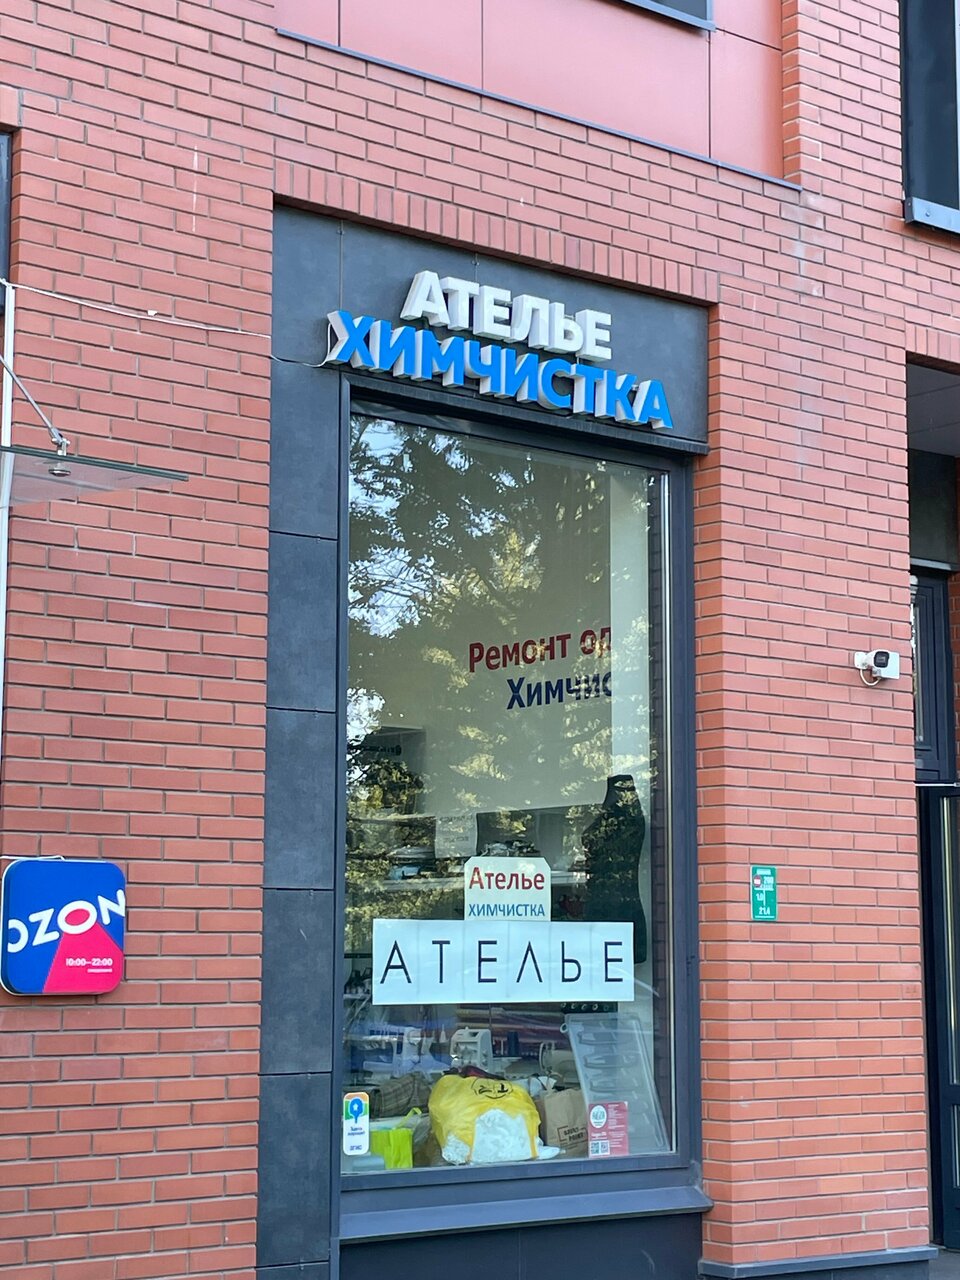 АТЕЛЬЕ
ХИМЧИСТКА
Ремонт од
Химчис
Ателье
ХИМЧИСТКА
АТЕЛЬЕ
OZON
10:00—22:00